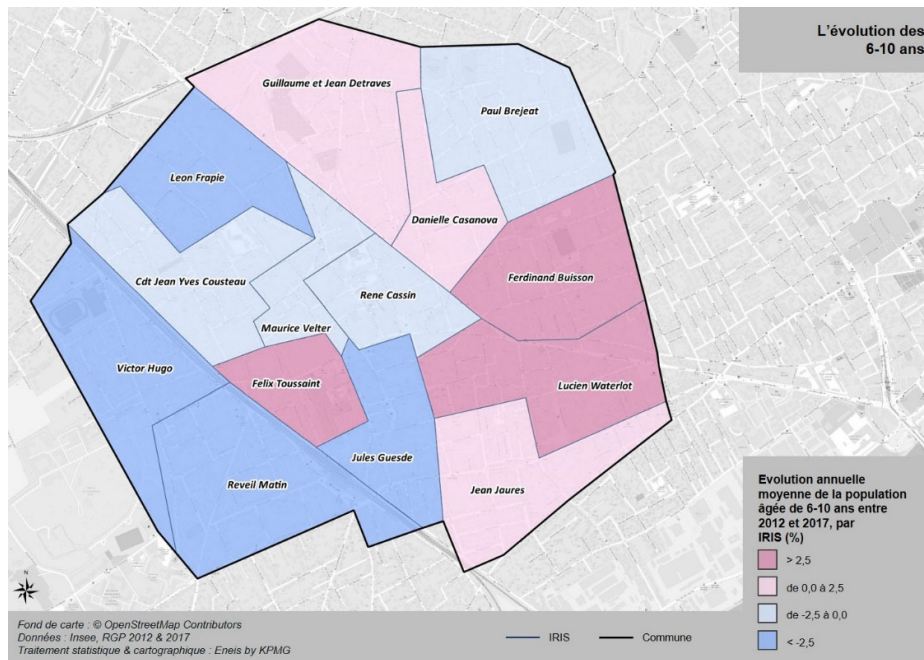 L'évolution des
6-10 ans
Guillaume et Jean Detraves
Paul Brejeat
Leon Frapie
Danielle Casanova
Cdt Jean Yves Cousteau
Ferdinand Buisson
Rene Cassin
Maurice Velter
Victor Hugo
Felix Toussaint
Lucien Waterlot
Jules Guesde
Reveil Matin
Jean Jaures
Evolution annuelle
moyenne de la population
âgée de 6-10 ans entre
2012 et 2017, par
IRIS (%)
> 2,5
de 0,0 à 2,5
de -2,5 à 0,0
< -2,5
N
Fond de carte : © OpenStreetMap Contributors
Données : Insee, RGP 2012 & 2017
Traitement statistique & cartographique : Eneis by KPMG
IRIS
Commune